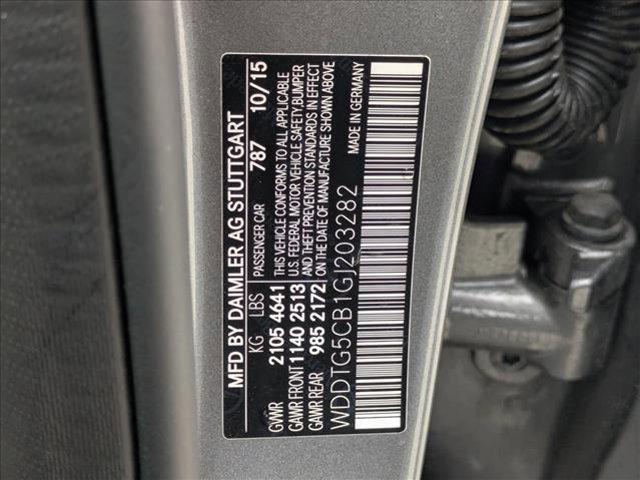 MFD BY DAIMLER AG STUTTGART 10/15
KG LBS PASSENGER CAR 787
GWWR 2105 4641 THIS VEHICLE CONFORMS TO ALL APPLICABLE
GAWR FRONT 1140 2513 U.S. FEDERAL MOTOR VEHICLE SAFETY,BUMPER
GAWR REAR 985 2172 AND THEFT PREVENTION STANDARDS IN EFFECT
ON THE DATE OF MANUFACTURE SHOWN ABOVE
WDDTG5CB1GJ203282 MADE IN GERMANY